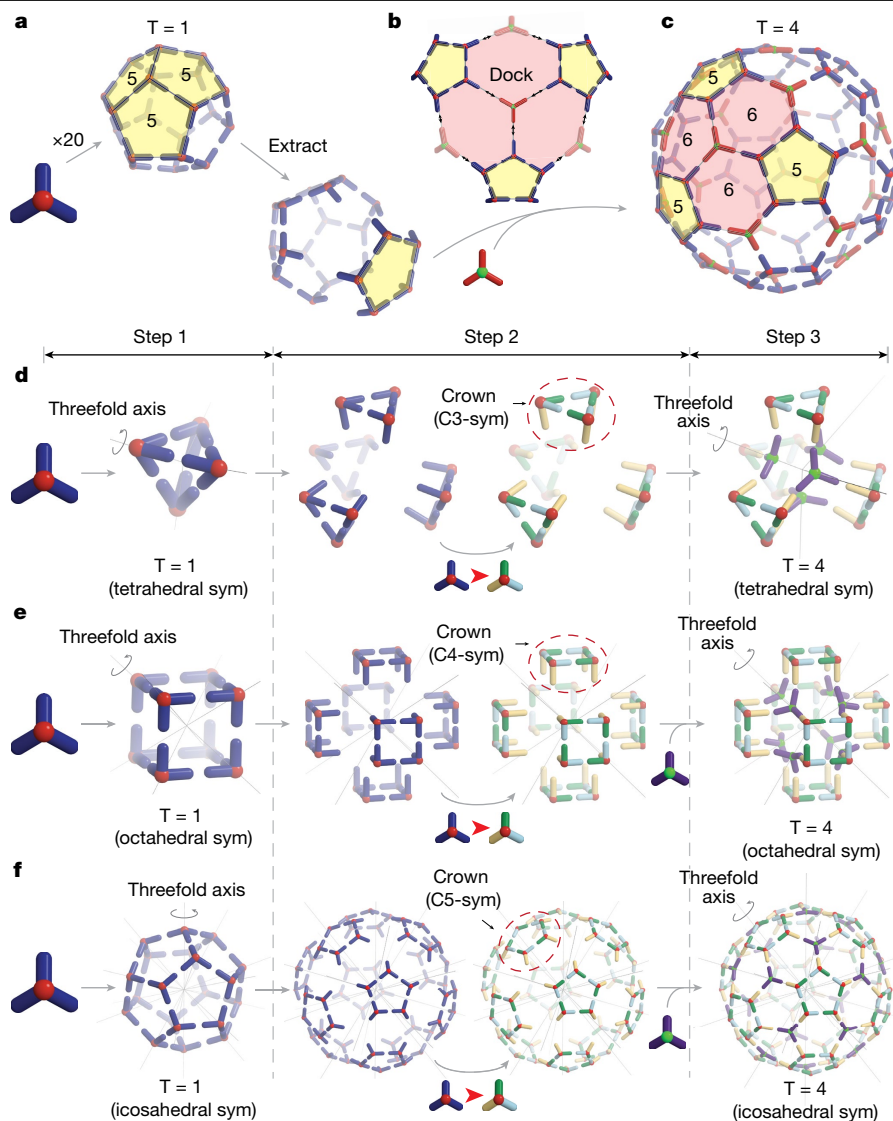 a
T = 1
5
5
5
×20
Extract
b
Dock
c
T = 4
5
6
6
5
6
5
Step 1
Step 2
Step 3
d
Threefold axis
T = 1
(tetrahedral sym)
Crown
(C3-sym)
Threefold
axis
T = 4
(tetrahedral sym)
e
Threefold axis
T = 1
(octahedral sym)
Crown
(C4-sym)
Threefold
axis
T = 4
(octahedral sym)
f
Threefold axis
T = 1
(icosahedral sym)
Crown
(C5-sym)
Threefold
axis
T = 4
(icosahedral sym)